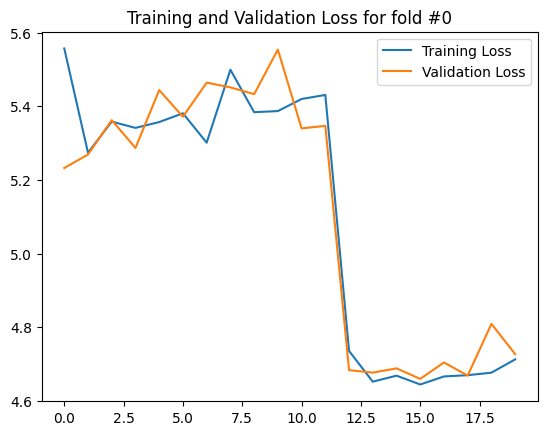 Training and Validation Loss for fold #0
5.6
Training Loss
Validation Loss
5.4
5.2
5.0
4.8
4.6
0.0 2.5 5.0 7.5 10.0 12.5 15.0 17.5